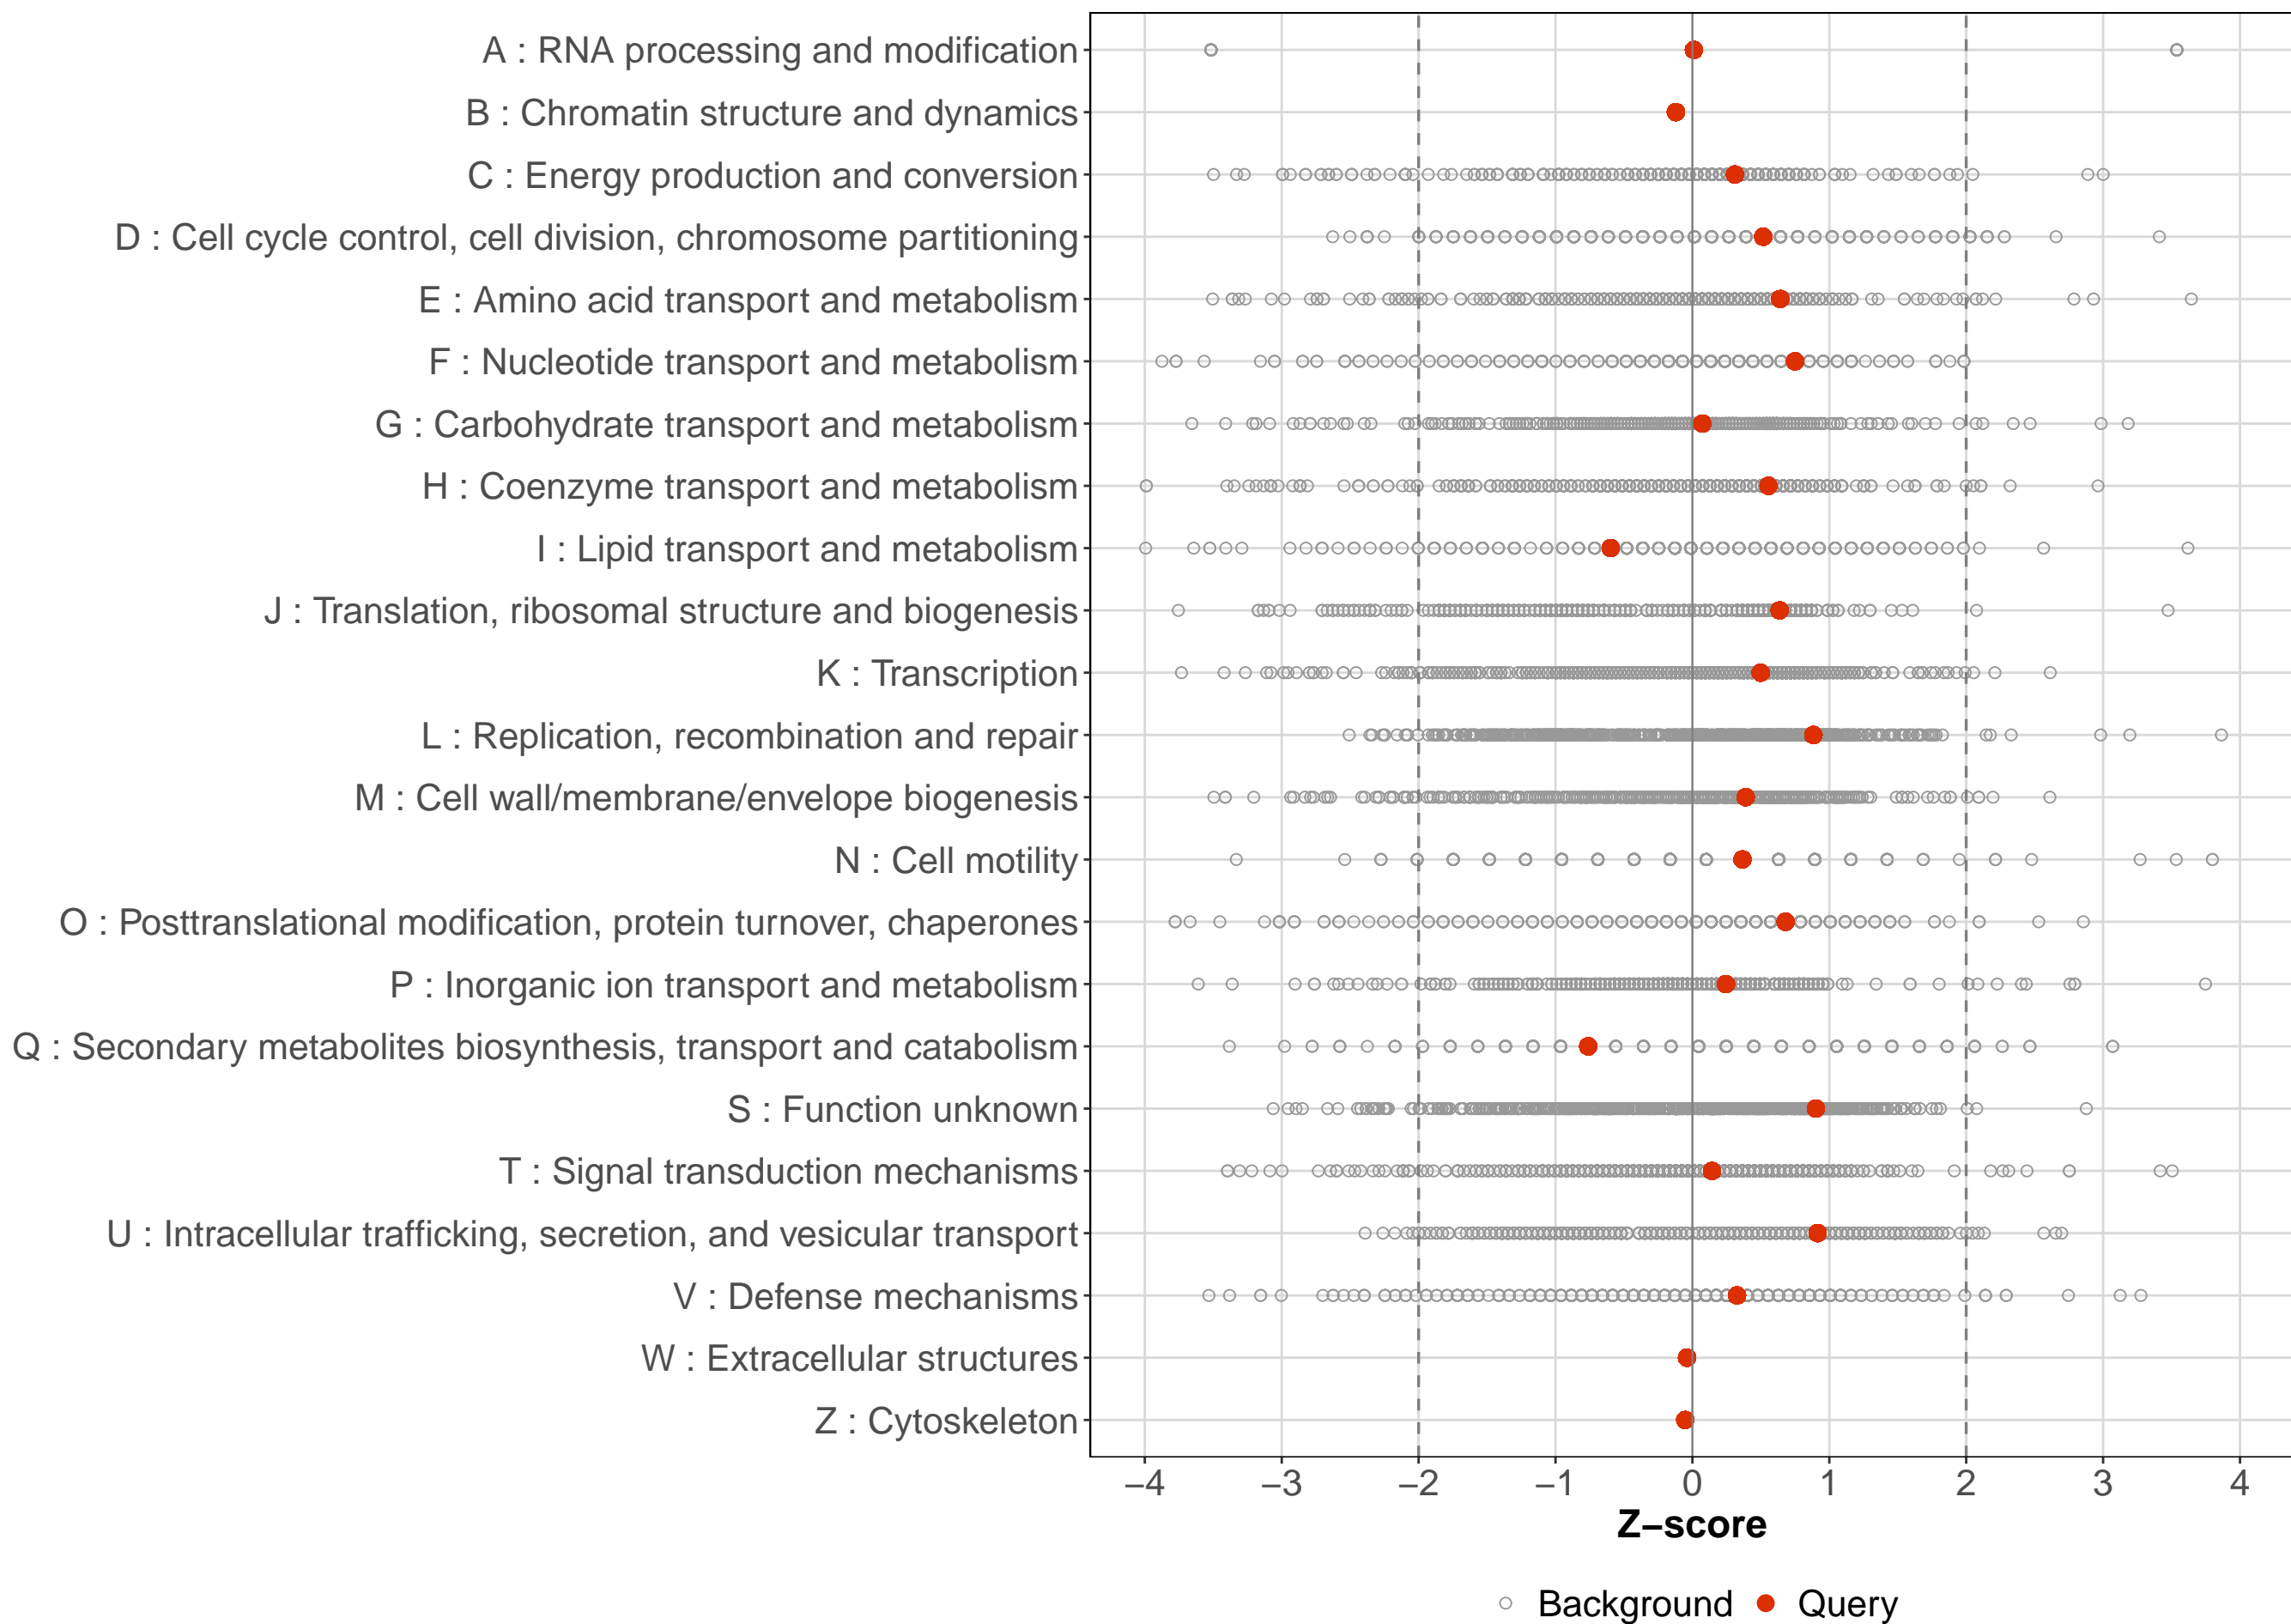 A : RNA processing and modification
B : Chromatin structure and dynamics
C : Energy production and conversion
D : Cell cycle control, cell division, chromosome partitioning
E : Amino acid transport and metabolism
F : Nucleotide transport and metabolism
G : Carbohydrate transport and metabolism
H : Coenzyme transport and metabolism
I : Lipid transport and metabolism
J : Translation, ribosomal structure and biogenesis
K : Transcription
L : Replication, recombination and repair
M : Cell wall/membrane/envelope biogenesis
N : Cell motility
O : Posttranslational modification, protein turnover, chaperones
P : Inorganic ion transport and metabolism
Q : Secondary metabolites biosynthesis, transport and catabolism
S : Function unknown
T : Signal transduction mechanisms
U : Intracellular trafficking, secretion, and vesicular transport
V : Defense mechanisms
W : Extracellular structures
Z : Cytoskeleton
−4 −3 −2 −1 0 1 2 3 4
Z−score
Background Query